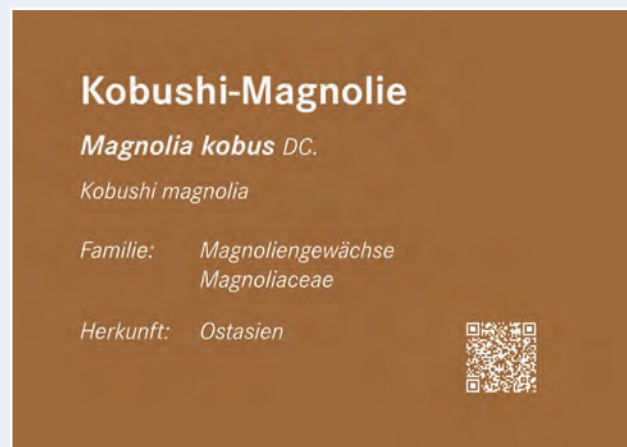 Kobushi-Magnolie
Magnolia kobus DC.
Kobushi magnolia
Familie: Magnoliengewächse
Magnoliaceae
Herkunft: Ostasien